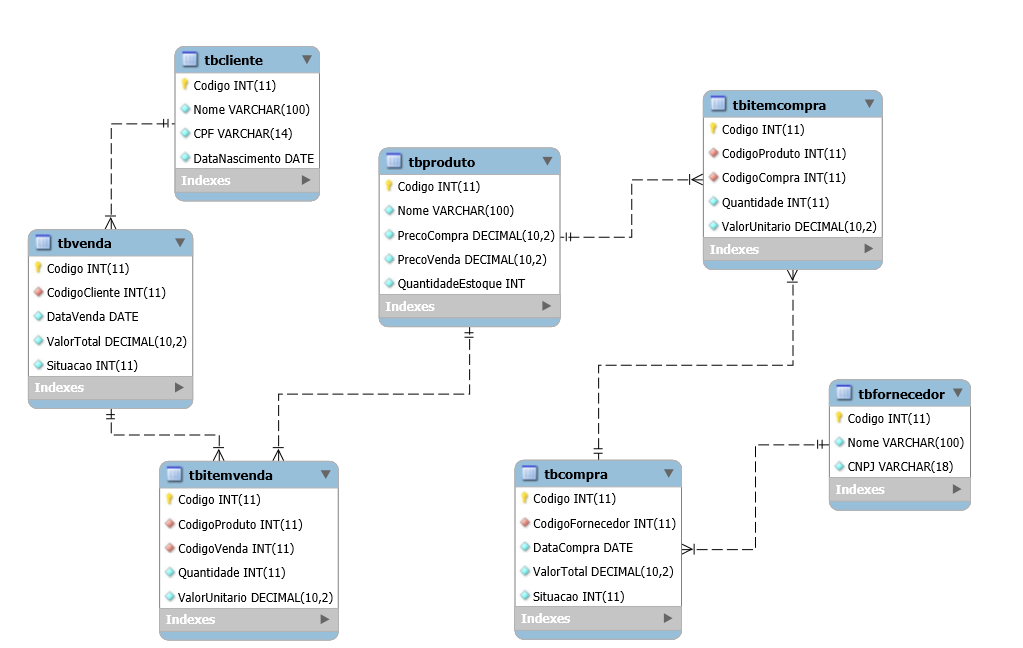 tbcliente
Codigo INT(11)
Nome VARCHAR(100)
CPF VARCHAR(14)
DataNascimento DATE
Indexes
tbvenda
Codigo INT(11)
CodigoCliente INT(11)
DataVenda DATE
ValorTotal DECIMAL(10,2)
Situacao INT(11)
Indexes
tbproduto
Codigo INT(11)
Nome VARCHAR(100)
PrecoCompra DECIMAL(10,2)
PrecoVenda DECIMAL(10,2)
QuantidadeEstoque INT
Indexes
tbitemcompra
Codigo INT(11)
CodigoProduto INT(11)
CodigoCompra INT(11)
Quantidade INT(11)
ValorUnitario DECIMAL(10,2)
Indexes
tbitemvenda
Codigo INT(11)
CodigoProduto INT(11)
CodigoVenda INT(11)
Quantidade INT(11)
ValorUnitario DECIMAL(10,2)
Indexes
tbcompra
Codigo INT(11)
CodigoFornecedor INT(11)
DataCompra DATE
ValorTotal DECIMAL(10,2)
Situacao INT(11)
Indexes
tbfornecedor
Codigo INT(11)
Nome VARCHAR(100)
CNPJ VARCHAR(18)
Indexes